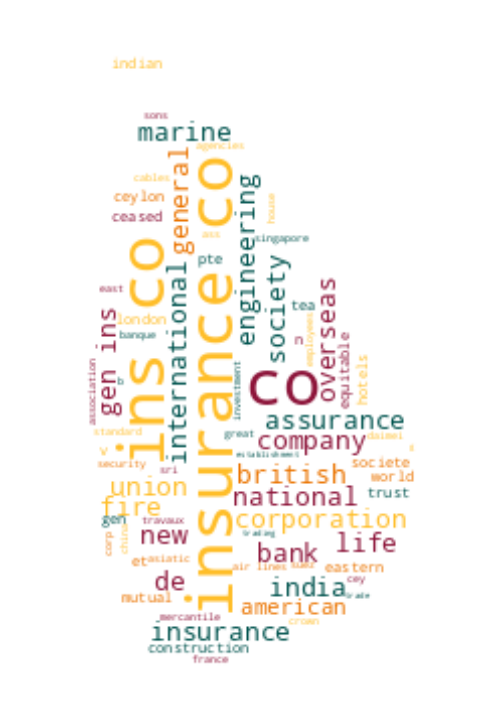 indian
sons
marine
agencies
cables
general
insurance co
engineering
ceylon
house
ceased
ass
singapore
ins co
pte
society
international
east
tea
overseas
london
gen ins
banque
n
employees
equitable
association
b
investment
hotels
co
assurance
standard
great
company
daimei
v
establishment
security
sri
british
societe
world
union
national
trust
fire
gen
travaux
corporation
corp
china
new
trading
life
bank
et
asiatic
air lines
suez
eastern
de
india
cey
trade
mutual
american
mercantile
crown
insurance
construction
france